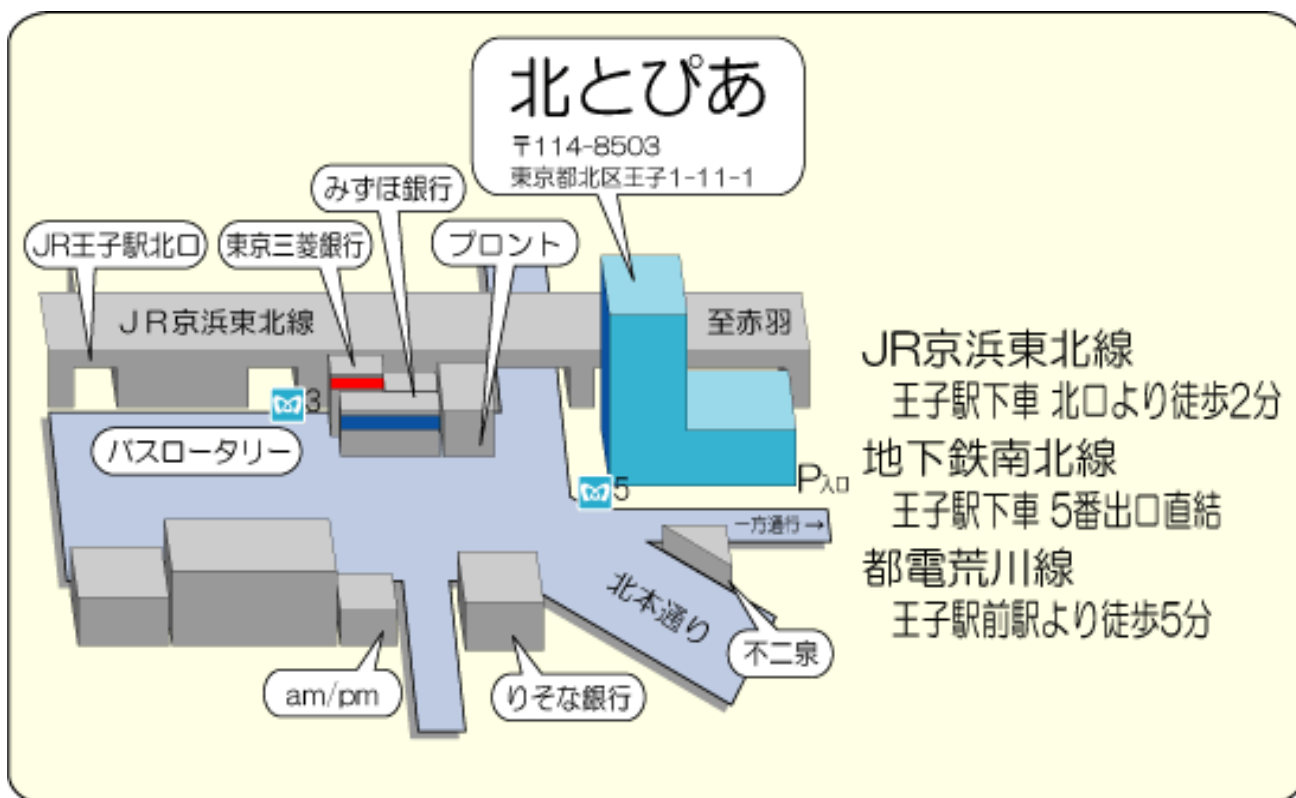 北とぴあ
〒114-8503
東京都北区王子1-11-1
みずほ銀行
JR王子駅北口
東京三菱銀行
プロント
JR京浜東北線
至赤羽
3
バスロータリー
5
P入口
一方通行→
北本通り
不二泉
am/pm
りそな銀行
JR京浜東北線
王子駅下車 北口より徒歩2分
地下鉄南北線
王子駅下車 5番出口直結
都電荒川線
王子駅前駅より徒歩5分